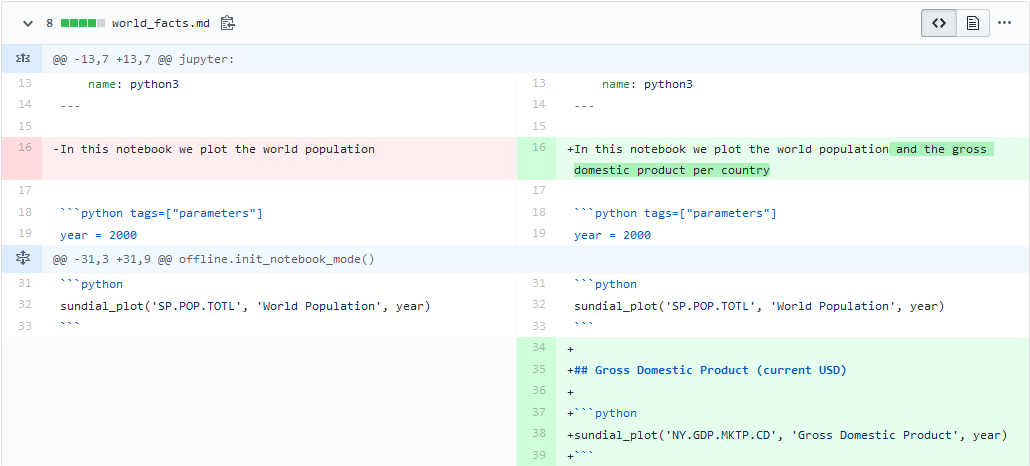 8 world_facts.md
@@ -13,7 +13,7 @@ jupyter:
13     name: python3    13     name: python3
14 ---    14 ---
15    15
16 -In this notebook we plot the world population    16 +In this notebook we plot the world population and the gross
domestic product per country
17    17
18 ```python tags=["parameters"]    18 ```python tags=["parameters"]
19 year = 2000    19 year = 2000
@@ -31,3 +31,9 @@ offline.init_notebook_mode()
31 ```python    31 ```python
32 sundial_plot('SP.POP.TOTL', 'World Population', year)    32 sundial_plot('SP.POP.TOTL', 'World Population', year)
33 ```    33 ```
34 +
35 +## Gross Domestic Product (current USD)
36 +
37 +```python
38 +sundial_plot('NY.GDP.MKTP.CD', 'Gross Domestic Product', year)
39 +```